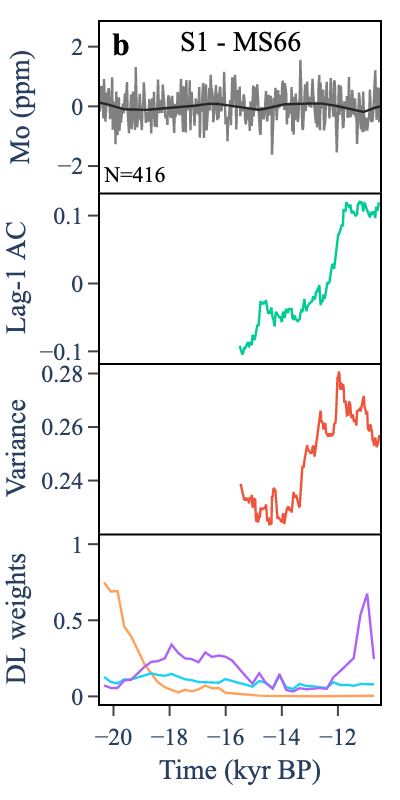 b S1 - MS66
Mo (ppm)
2
0
−2
N=416
Lag-1 AC
0.1
0
−0.1
Variance
0.28
0.26
0.24
DL weights
1
0.5
0
−20 −18 −16 −14 −12
Time (kyr BP)